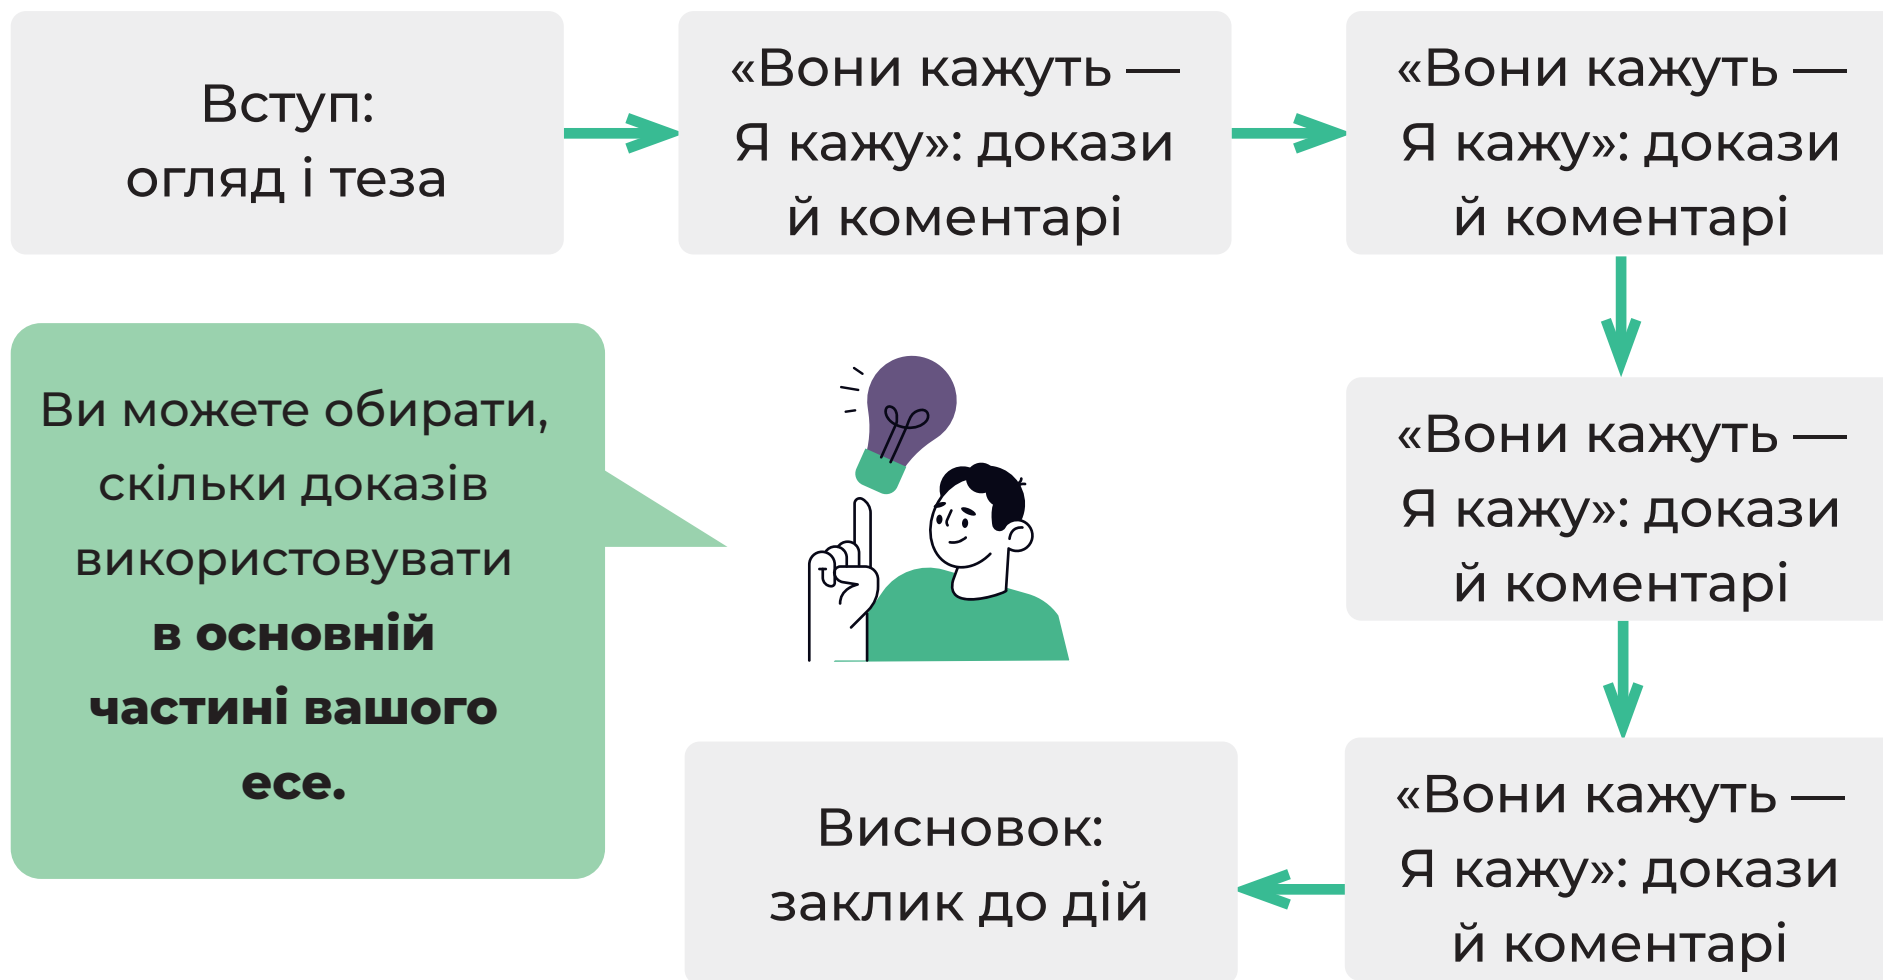 Вступ:
огляд і теза
«Вони кажуть —
Я кажу»: докази
й коментарі
«Вони кажуть —
Я кажу»: докази
й коментарі
«Вони кажуть —
Я кажу»: докази
й коментарі
«Вони кажуть —
Я кажу»: докази
й коментарі
Висновок:
заклик до дій
Ви можете обирати,
скільки доказів
використовувати
в основній
частині вашого
есе.